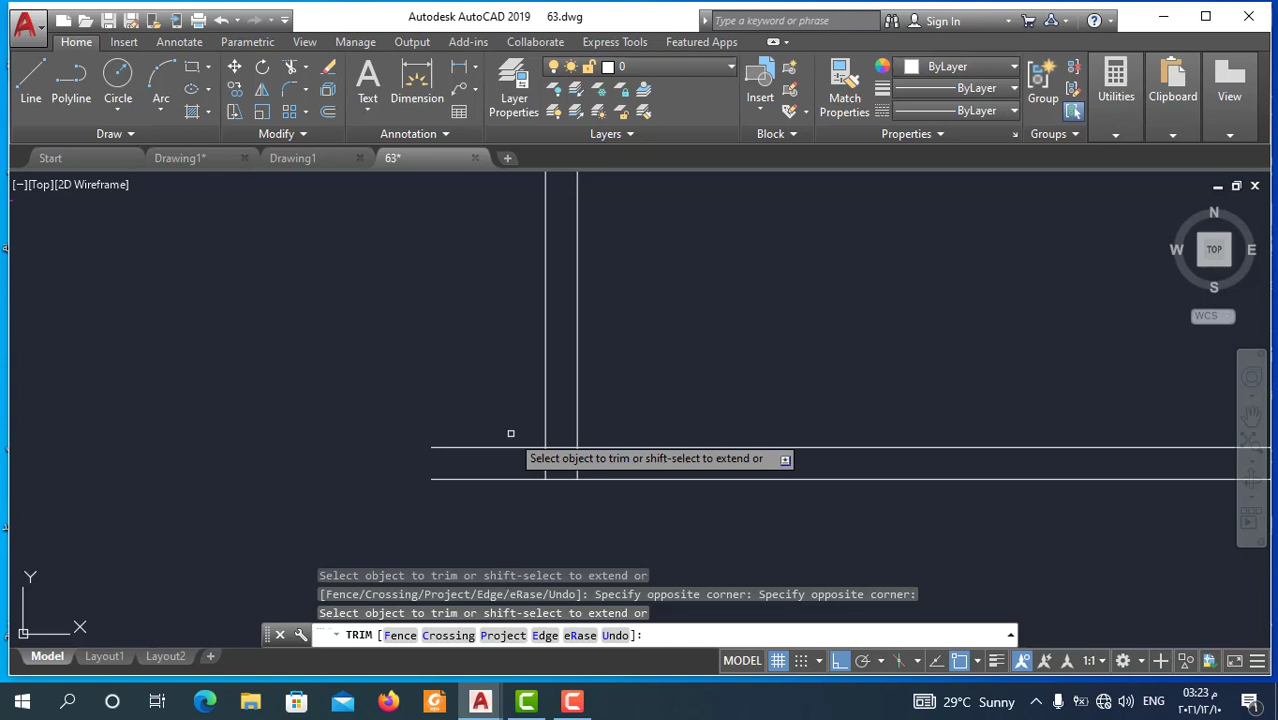 Autodesk AutoCAD 2019 63.dwg
Type a keyword or phrase
Sign In
Home Insert Annotate Parametric View Manage Output Add-ins Collaborate Express Tools Featured Apps
0
ByLayer
ByLayer
ByLayer
Line Polyline Circle Arc
Text Dimension
Layer
Properties
Insert
Match
Properties
Group
Utilities
Clipboard
View
Draw
Modify
Annotation
Layers
Block
Properties
Groups
Start
Drawing1*
Drawing1
63*
[−][Top][2D Wireframe]
N
W
TOP
E
S
WCS
Select object to trim or shift-select to extend or
Y
X
Select object to trim or shift-select to extend or
[Fence/Crossing/Project/Edge/eRase/Undo]: Specify opposite corner: Specify opposite corner:
Select object to trim or shift-select to extend or
TRIM [Fence Crossing Project Edge eRase Undo]:
Model
Layout1
Layout2
MODEL
1:1
29°C Sunny
ENG
03:23 م
٢٠٢١/١٢/١٠